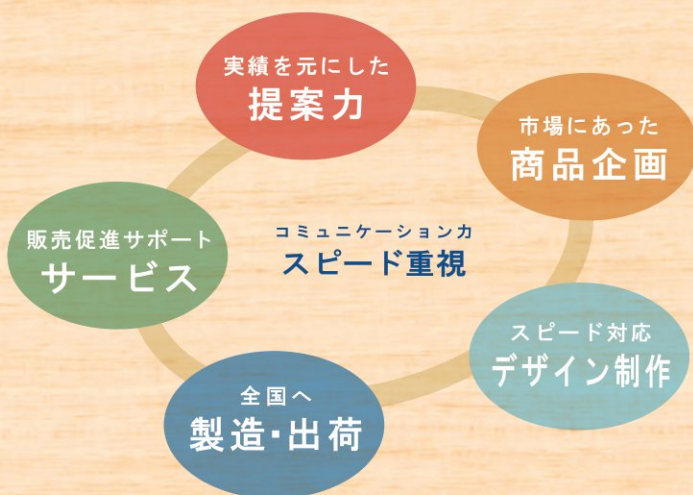 実績を元にした
提案力
市場にあった
商品企画
コミュニケーション力
スピード重視
販売促進サポート
サービス
スピード対応
デザイン制作
全国へ
製造・出荷